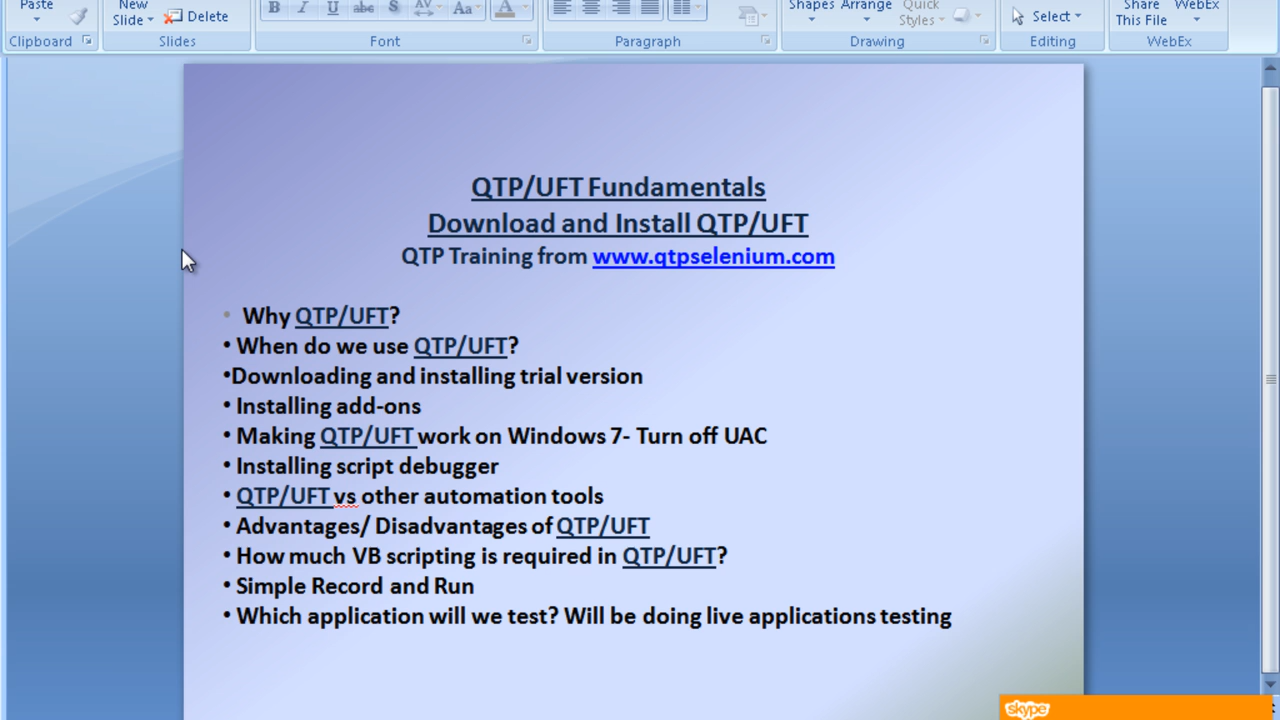 Paste
New
Slide
Delete
B I U abc S AV Aa A
Shapes Arrange Quick
Styles
Select
Share
This File
WebEx
Clipboard
Slides
Font
Paragraph
Drawing
Editing
WebEx
QTP/UFT Fundamentals
Download and Install QTP/UFT
QTP Training from www.qtpselenium.com
• Why QTP/UFT?
• When do we use QTP/UFT?
•Downloading and installing trial version
• Installing add-ons
• Making QTP/UFT work on Windows 7- Turn off UAC
• Installing script debugger
• QTP/UFT vs other automation tools
• Advantages/ Disadvantages of QTP/UFT
• How much VB scripting is required in QTP/UFT?
• Simple Record and Run
• Which application will we test? Will be doing live applications testing
skype